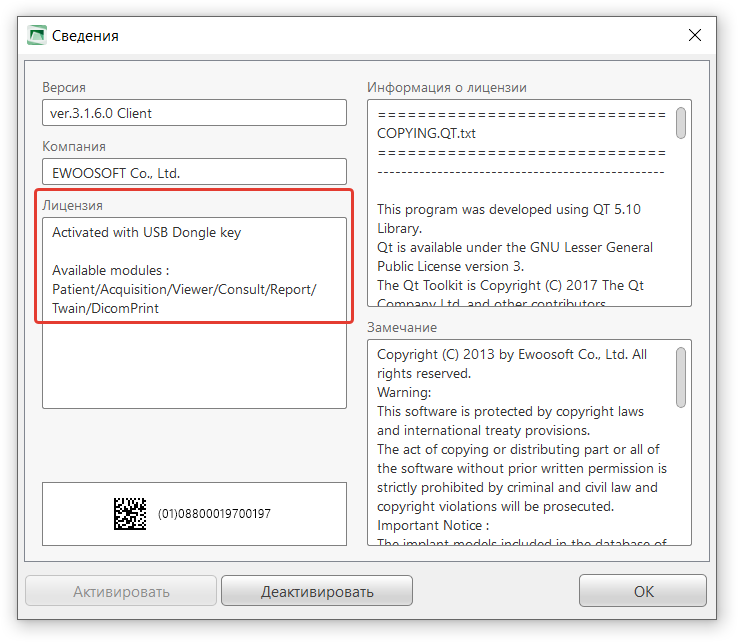 Сведения
Версия
ver.3.1.6.0 Client
Компания
EWOOSOFT Co., Ltd.
Лицензия
Activated with USB Dongle key
Available modules :
Patient/Acquisition/Viewer/Consult/Report/
Twain/DicomPrint
(01)08800019700197
Информация о лицензии
=============================
COPYING.QT.txt
=============================
-------------------------------------------
This program was developed using QT 5.10
Library.
Qt is available under the GNU Lesser General
Public License version 3.
The Qt Toolkit is Copyright (C) 2017 The Qt
Company Ltd. and other contributors.
Замечание
Copyright (C) 2013 by Ewoosoft Co., Ltd. All
rights reserved.
Warning:
This software is protected by copyright laws
and international treaty provisions.
The act of copying or distributing part or all of
the software without prior written permission is
strictly prohibited by criminal and civil law and
copyright violations will be prosecuted.
Important Notice :
The implant models included in the database of
Активировать
Деактивировать
OK